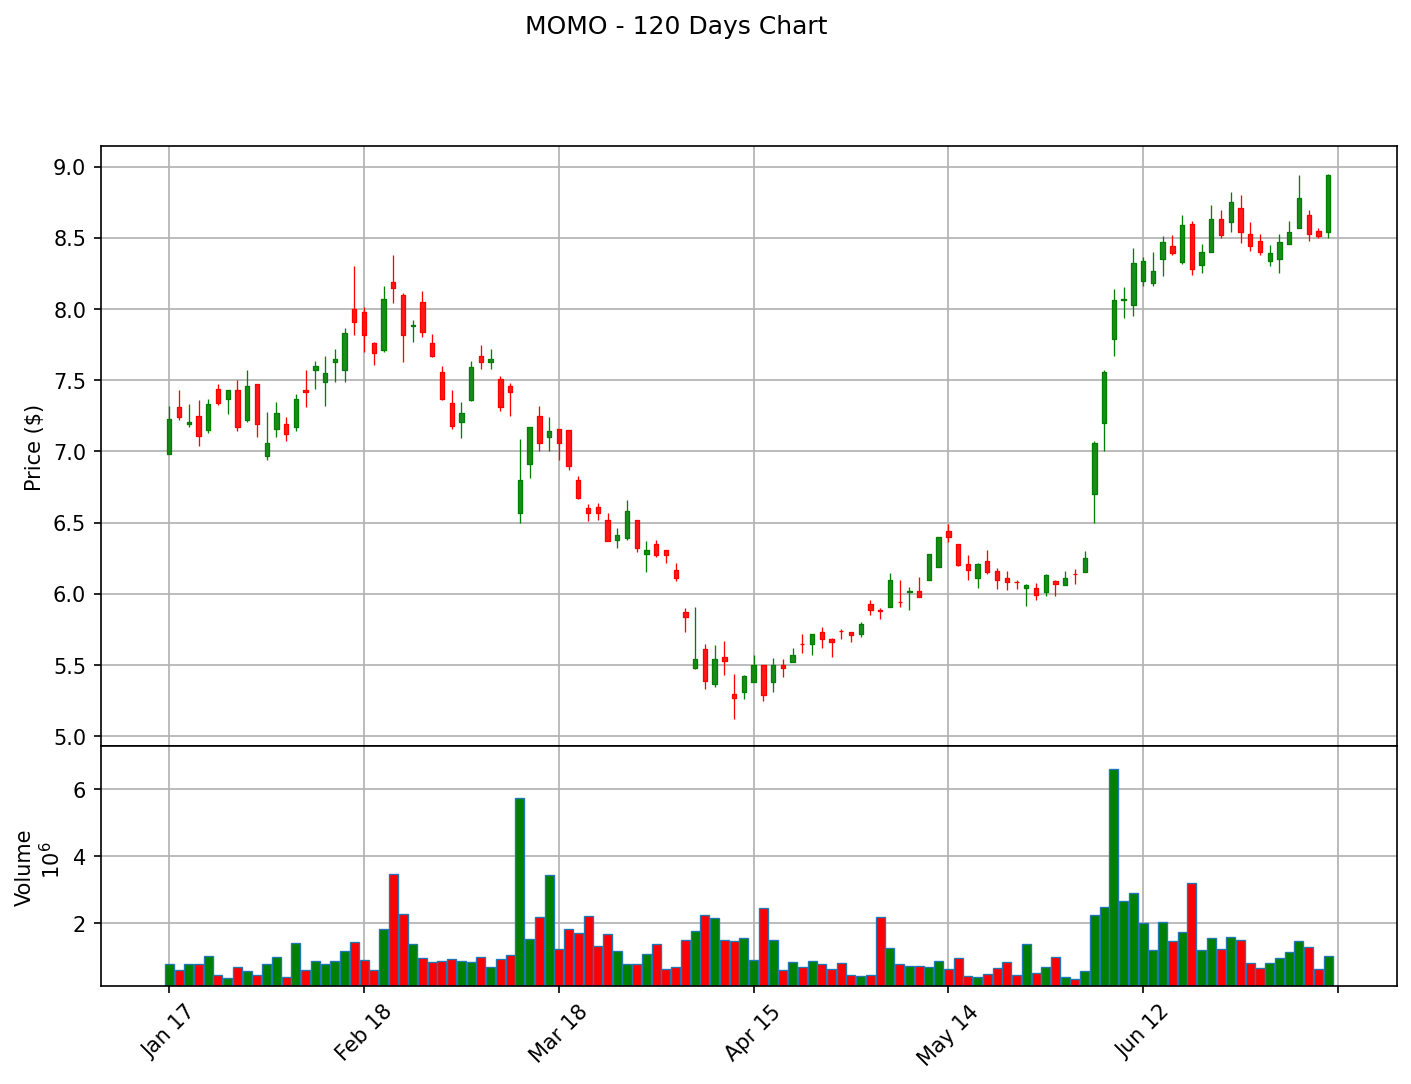 MOMO - 120 Days Chart
9.0
8.5
8.0
7.5
7.0
6.5
6.0
5.5
5.0
Price ($)
6
4
2
Volume
10⁶
Jan 17
Feb 18
Mar 18
Apr 15
May 14
Jun 12